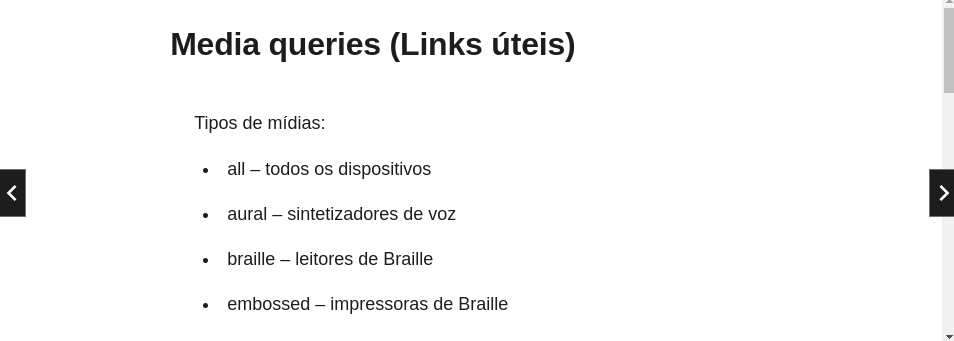 Media queries (Links úteis)
Tipos de mídias:
• all – todos os dispositivos
• aural – sintetizadores de voz
• braille – leitores de Braille
• embossed – impressoras de Braille